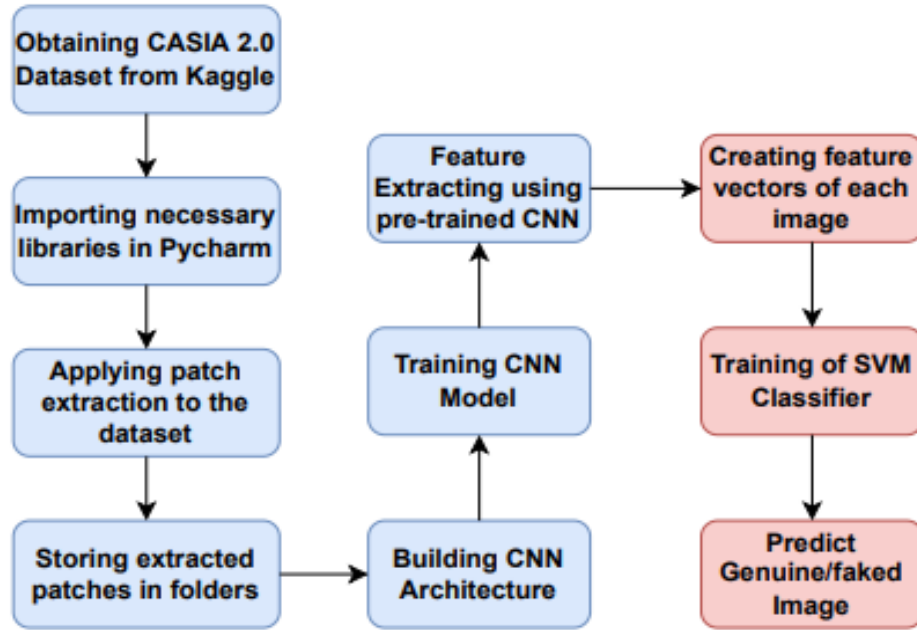 Obtaining CASIA 2.0
Dataset from Kaggle
Importing necessary
libraries in Pycharm
Applying patch
extraction to the
dataset
Storing extracted
patches in folders
Building CNN
Architecture
Training CNN
Model
Feature
Extracting using
pre-trained CNN
Creating feature
vectors of each
image
Training of SVM
Classifier
Predict
Genuine/faked
Image